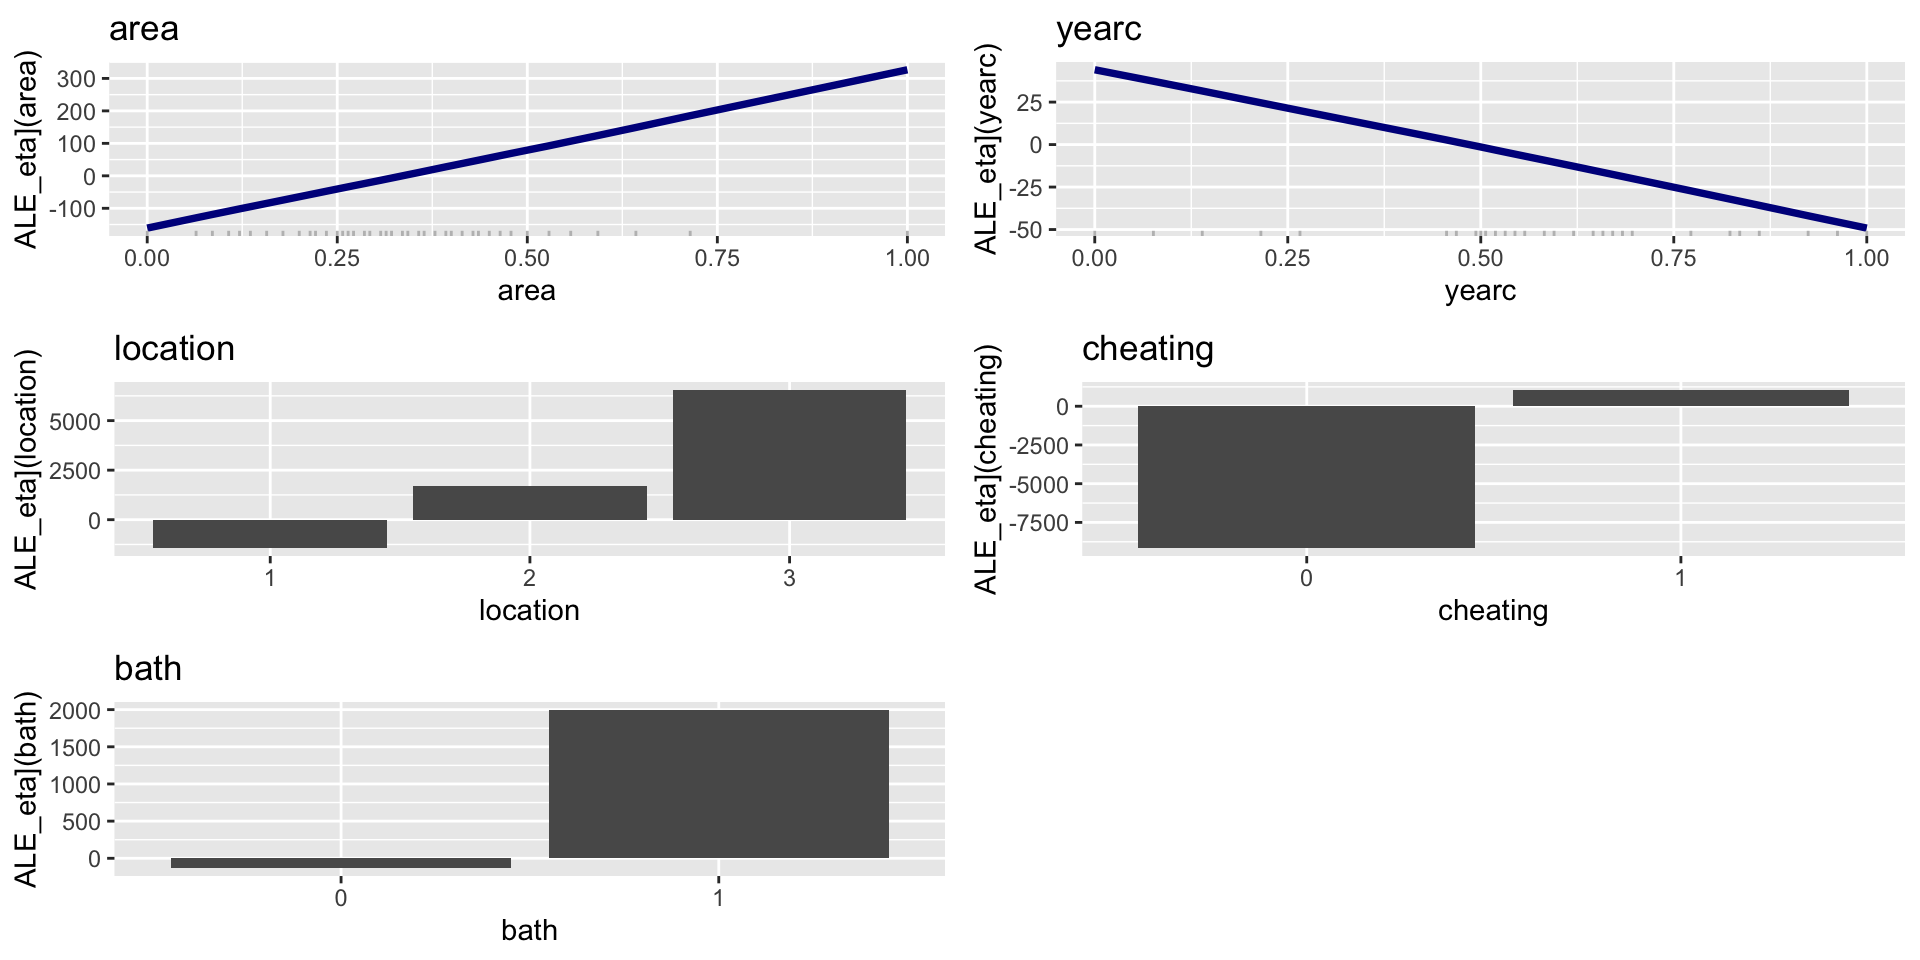 area
ALE_eta](area)
300
200
100
0
-100
0.00 0.25 0.50 0.75 1.00
area
yearc
ALE_eta](yearc)
25
0
-25
-50
0.00 0.25 0.50 0.75 1.00
yearc
location
ALE_eta](location)
5000
2500
0
1 2 3
location
cheating
ALE_eta](cheating)
0
-2500
-5000
-7500
0 1
cheating
bath
ALE_eta](bath)
2000
1500
1000
500
0
0 1
bath